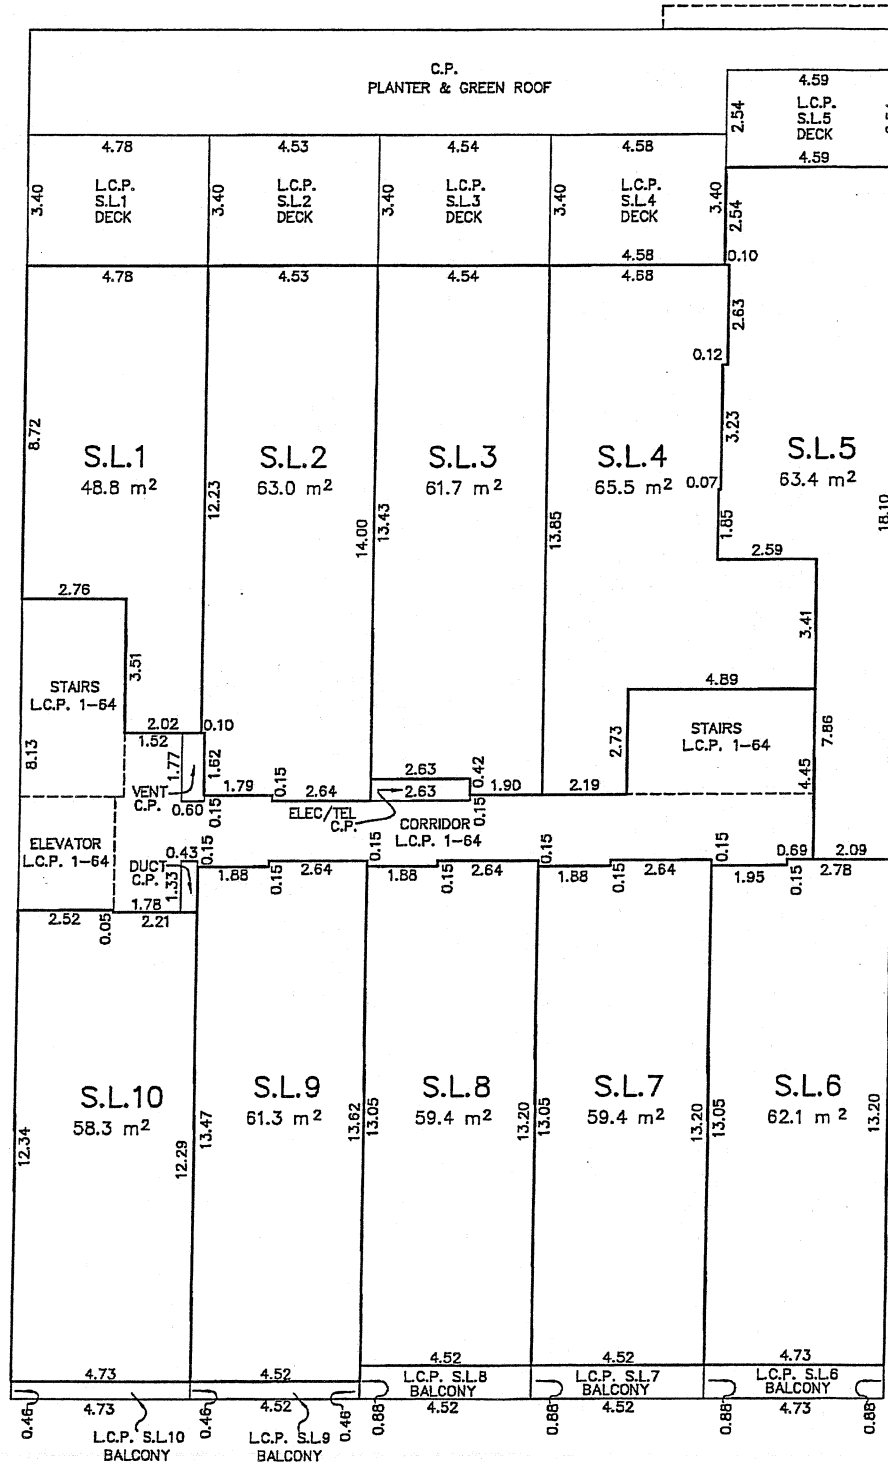 C.P.
PLANTER & GREEN ROOF
4.59
2.54
L.C.P.
S.L.5
DECK
4.59
4.78
4.53
4.54
4.58
3.40
L.C.P.
S.L.1
DECK
3.40
L.C.P.
S.L.2
DECK
3.40
L.C.P.
S.L.3
DECK
3.40
L.C.P.
S.L.4
DECK
3.40
2.54
4.58
0.10
4.78
4.53
4.54
4.68
2.63
0.12
8.72
S.L.1
48.8 m²
12.23
S.L.2
63.0 m²
14.00
13.43
S.L.3
61.7 m²
13.85
S.L.4
65.5 m²
3.23
0.07
1.85
S.L.5
63.4 m²
18.10
2.59
2.76
3.51
3.41
STAIRS
L.C.P. 1-64
4.89
2.73
STAIRS
L.C.P. 1-64
7.86
4.45
8.13
2.02
0.10
1.52
1.77
1.62
VENT
C.P.
0.60
0.15
1.79
0.15
2.64
2.63
0.42
2.63
0.15
1.90
2.19
ELEC/TEL
C.P.
CORRIDOR
L.C.P. 1-64
ELEVATOR
L.C.P. 1-64
DUCT
C.P.
0.43
1.33
0.15
1.88
0.15
2.64
0.15
1.88
0.15
2.64
0.15
1.88
0.15
2.64
0.15
1.95
0.15
0.69
2.09
2.78
1.78
2.52
0.05
2.21
12.34
S.L.10
58.3 m²
12.29
13.47
S.L.9
61.3 m²
13.62
13.05
S.L.8
59.4 m²
13.20
13.05
S.L.7
59.4 m²
13.20
13.05
S.L.6
62.1 m²
13.20
4.73
4.52
4.52
4.52
4.73
L.C.P. S.L.8
BALCONY
L.C.P. S.L.7
BALCONY
L.C.P. S.L.6
BALCONY
0.46
4.73
0.46
4.52
0.46
0.88
4.52
0.88
4.52
0.88
4.73
0.88
L.C.P. S.L.10
BALCONY
L.C.P. S.L.9
BALCONY